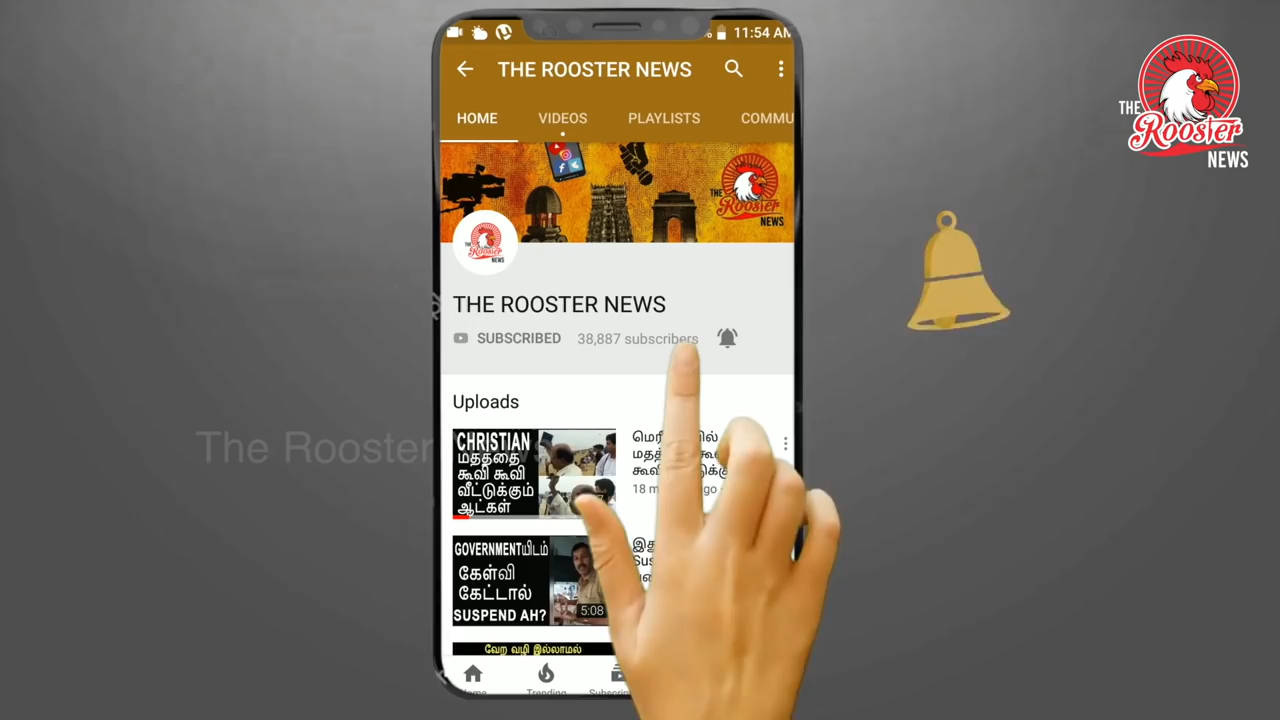 11:54 AM
THE ROOSTER NEWS
HOME VIDEOS PLAYLISTS COMMU
THE
Rooster
NEWS
THE
Rooster
NEWS
THE ROOSTER NEWS
SUBSCRIBED 38,887 subscribers
Uploads
The Rooster
CHRISTIAN
மதத்தை
கூவி கூவி
வீட்டுக்கும்
ஆட்கள்
GOVERNMENTயிடம்
கேள்வி
கேட்டால்
SUSPEND AH?
5:08
வேற வழி இல்லாமல்
Trending